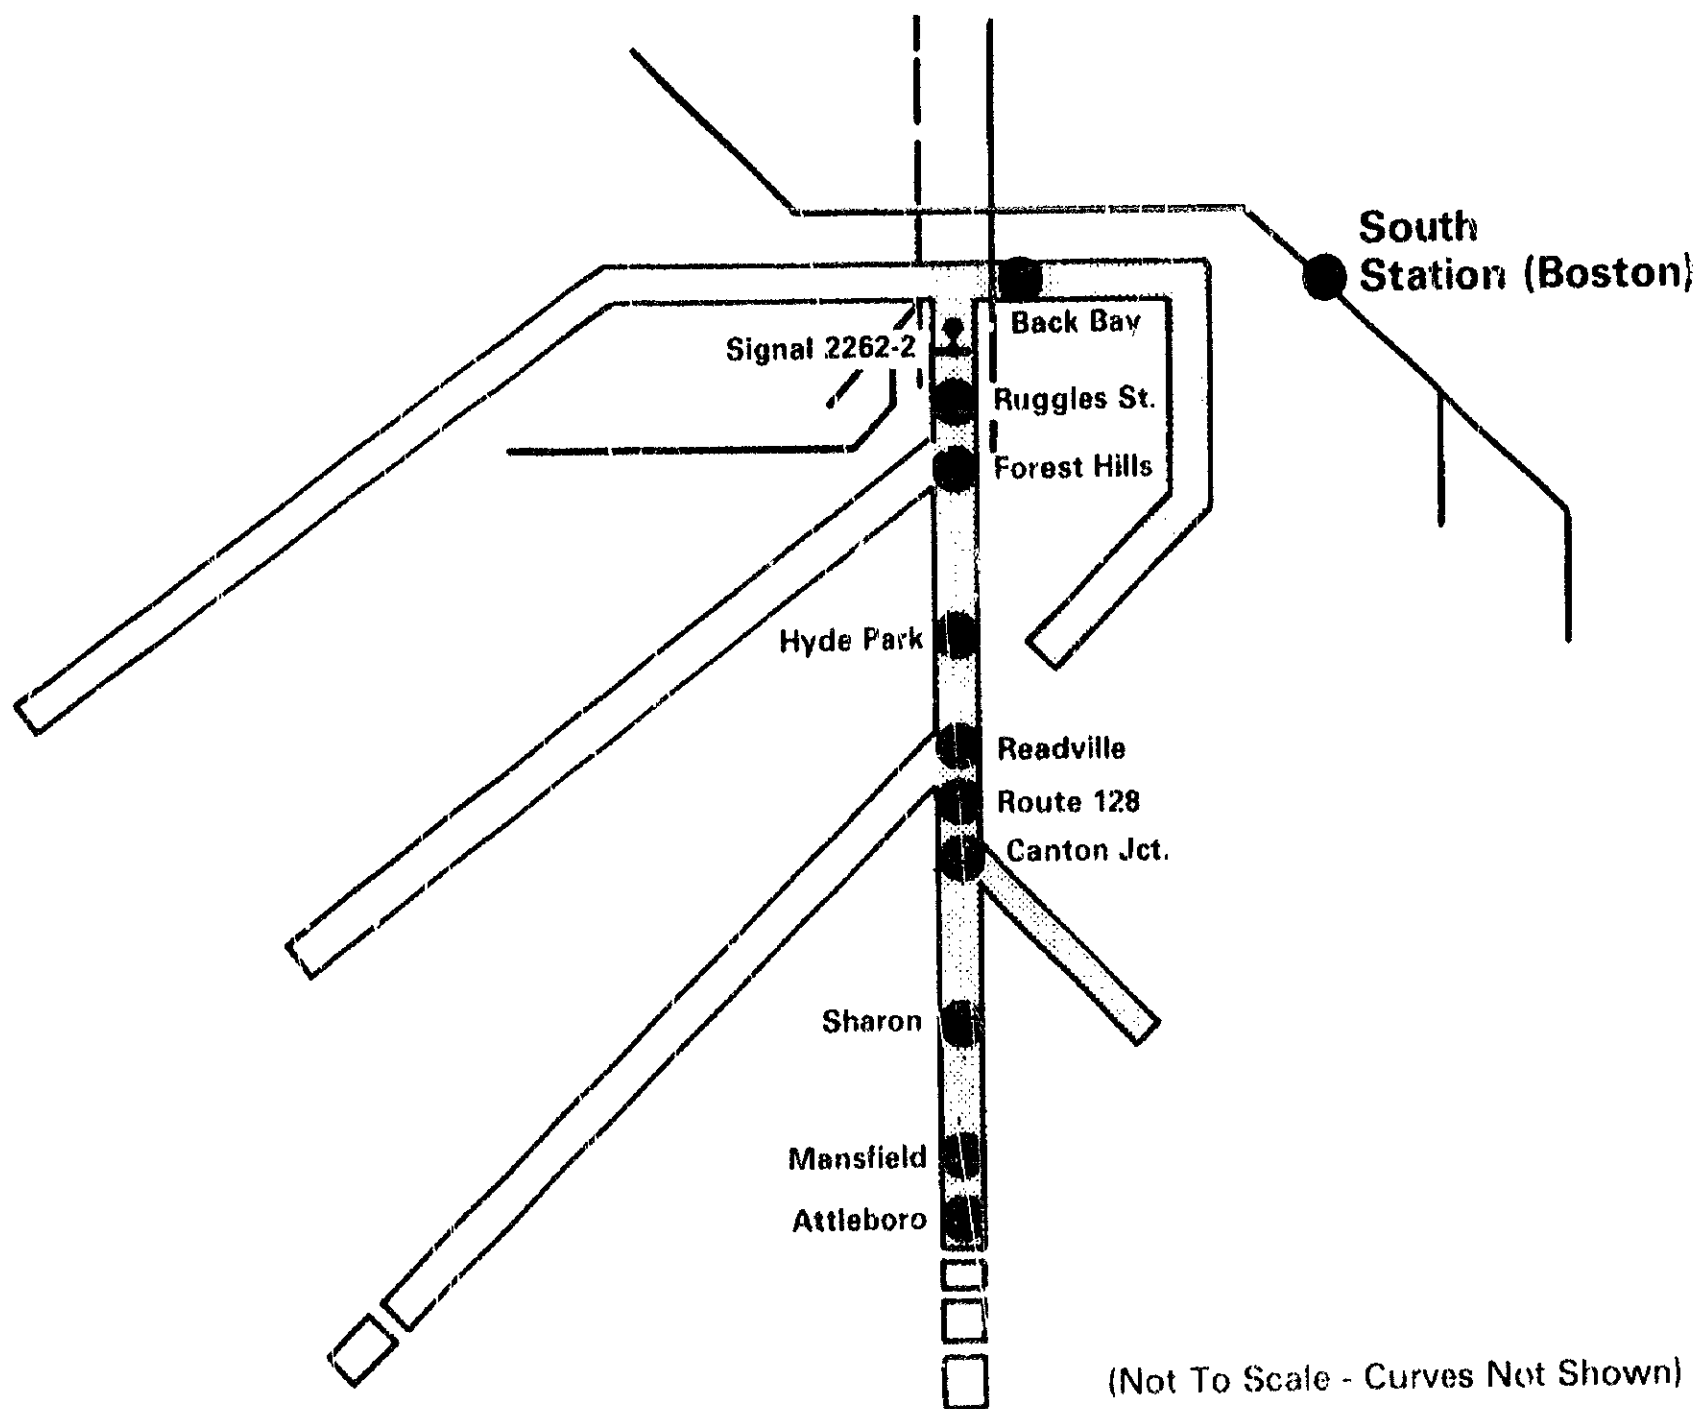 South
Station (Boston)
Back Bay
Signal 2262-2
Ruggles St.
Forest Hills
Hyde Park
Readville
Route 128
Canton Jct.
Sharon
Mansfield
Attleboro
(Not To Scale - Curves Not Shown)